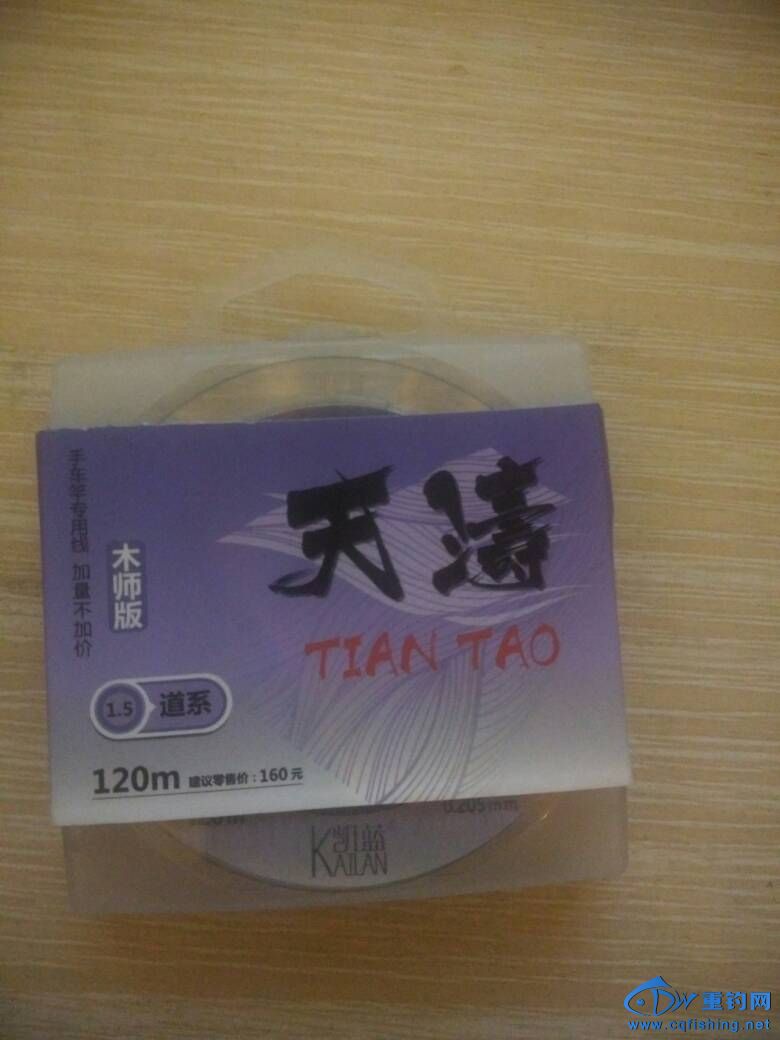 手车竿专用线 加量不加价
木师版
天涛
TIAN TAO
1.5 道系
120m 建议零售价：160元
0.205mm
凯蓝
KAILAN
重钓网
www.cqfishing.net